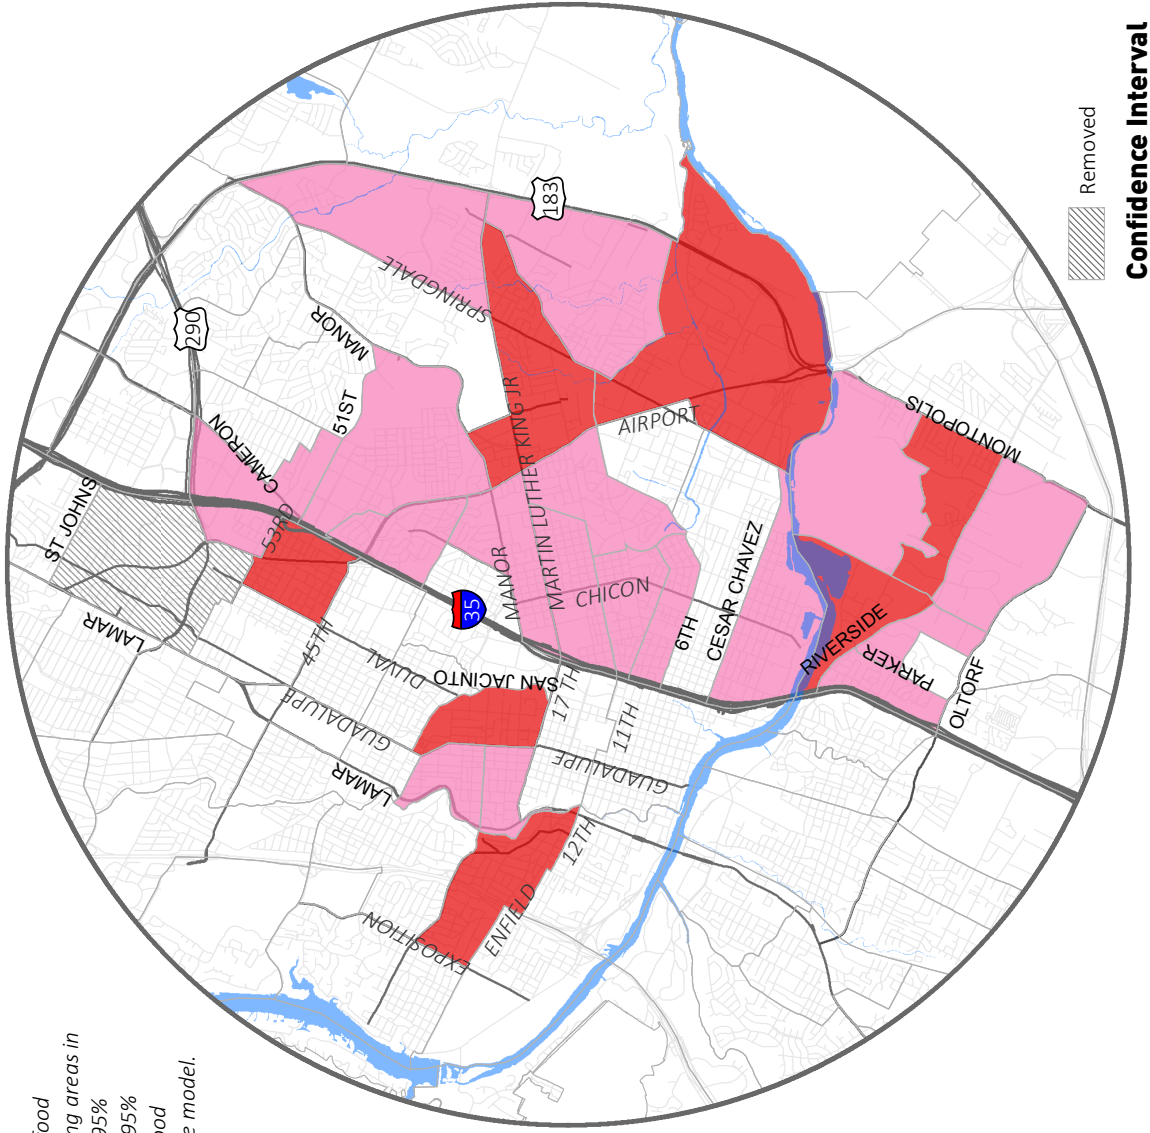 ood
ng areas in
95%
95%
ood
e model.
Removed
Confidence Interval
ST JOHNS
LAMAR
CAMERON
290
53RD
51ST
MANOR
45TH
DUVAL
GUADALUPE
LAMAR
SAN JACINTO
35
SPRINGDALE
183
MANOR
MARTIN LUTHER KING JR
CHICON
AIRPORT
17TH
11TH
GUADALUPE
12TH
ENFIELD
EXPOSITION
6TH
CESAR CHAVEZ
RIVERSIDE
PARKER
OLTORF
MONTOPOLIS